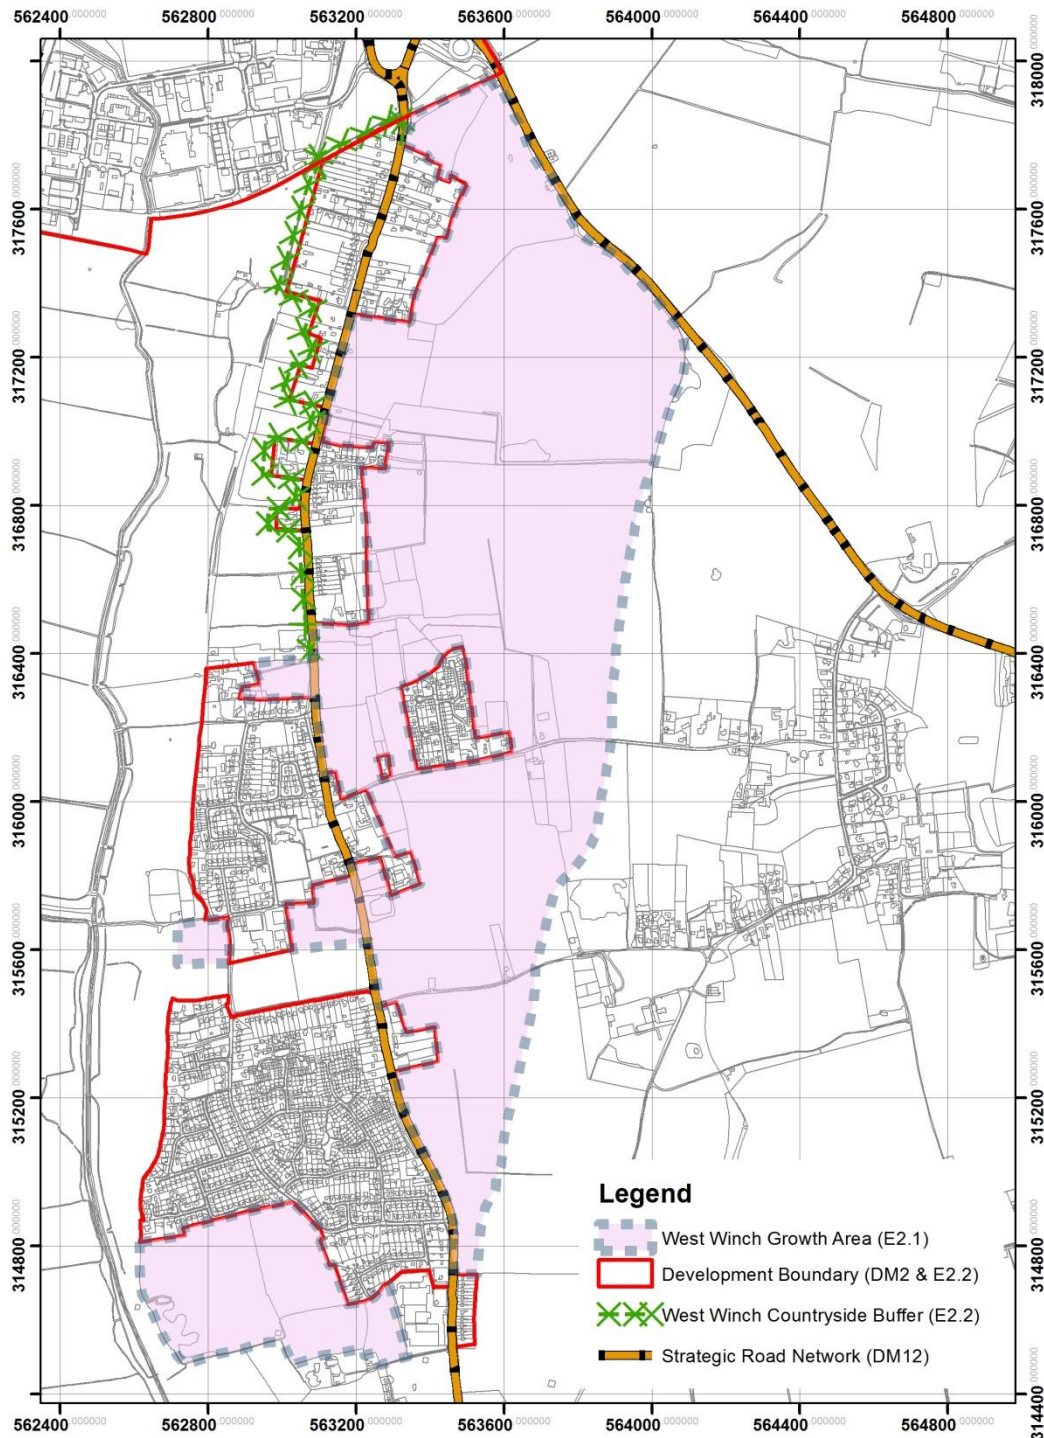 562400.000000 562800.000000 563200.000000 563600.000000 564000.000000 564400.000000 564800.000000
318000.000000
317600.000000 317600.000000
317200.000000 317200.000000
316800.000000 316800.000000
316400.000000 316400.000000
316000.000000 316000.000000
315600.000000 315600.000000
315200.000000 315200.000000
314800.000000 314800.000000
314400.000000
Legend
West Winch Growth Area (E2.1)
Development Boundary (DM2 & E2.2)
West Winch Countryside Buffer (E2.2)
Strategic Road Network (DM12)
562400.000000 562800.000000 563200.000000 563600.000000 564000.000000 564400.000000 564800.000000